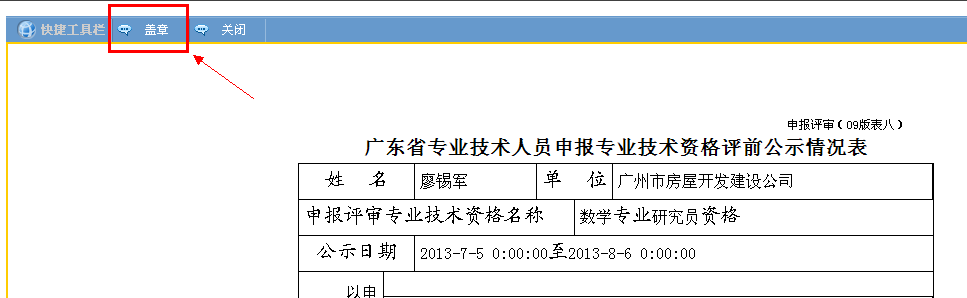 快捷工具栏 盖章 关闭
申报评审（09版表八）
广东省专业技术人员申报专业技术资格评前公示情况表
姓 名 廖锡军 单 位 广州市房屋开发建设公司
申报评审专业技术资格名称 数学专业研究员资格
公示日期 2013-7-5 0:00:00至2013-8-6 0:00:00
以申